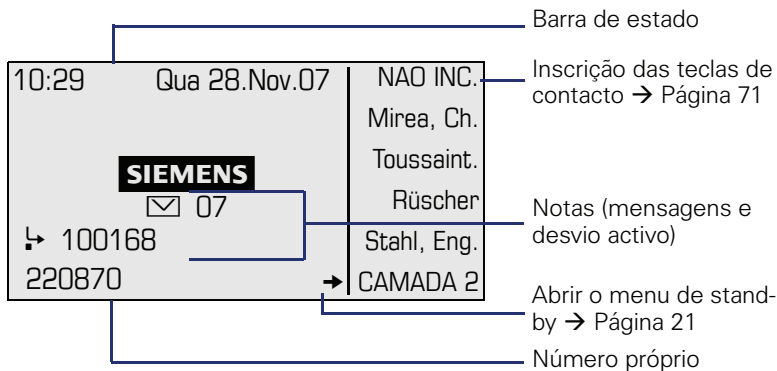 Barra de estado
10:29 Qua 28.Nov.07
NAO INC.
Mirea, Ch.
Toussaint.
Rüscher
Stahl, Eng.
CAMADA 2
SIEMENS
07
100168
220870 →
Inscrição das teclas de
contacto → Página 71
Notas (mensagens e
desvio activo)
Abrir o menu de stand-
by → Página 21
Número próprio